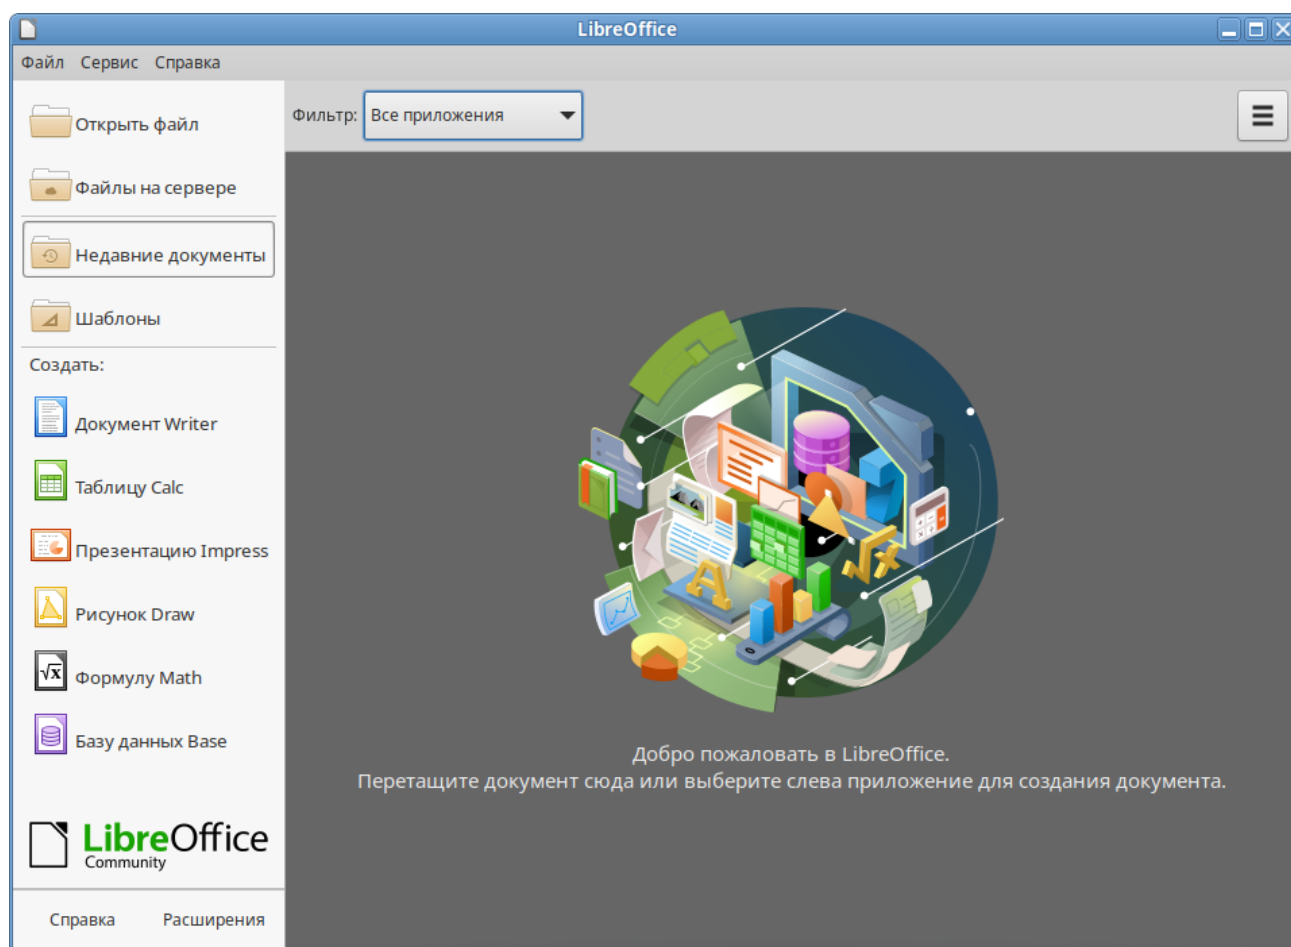 LibreOffice
Файл Сервис Справка
Открыть файл
Файлы на сервере
Недавние документы
Шаблоны
Создать:
Документ Writer
Таблицу Calc
Презентацию Impress
Рисунок Draw
Формулу Math
Базу данных Base
LibreOffice
Community
Справка Расширения
Фильтр: Все приложения
Добро пожаловать в LibreOffice.
Перетащите документ сюда или выберите слева приложение для создания документа.